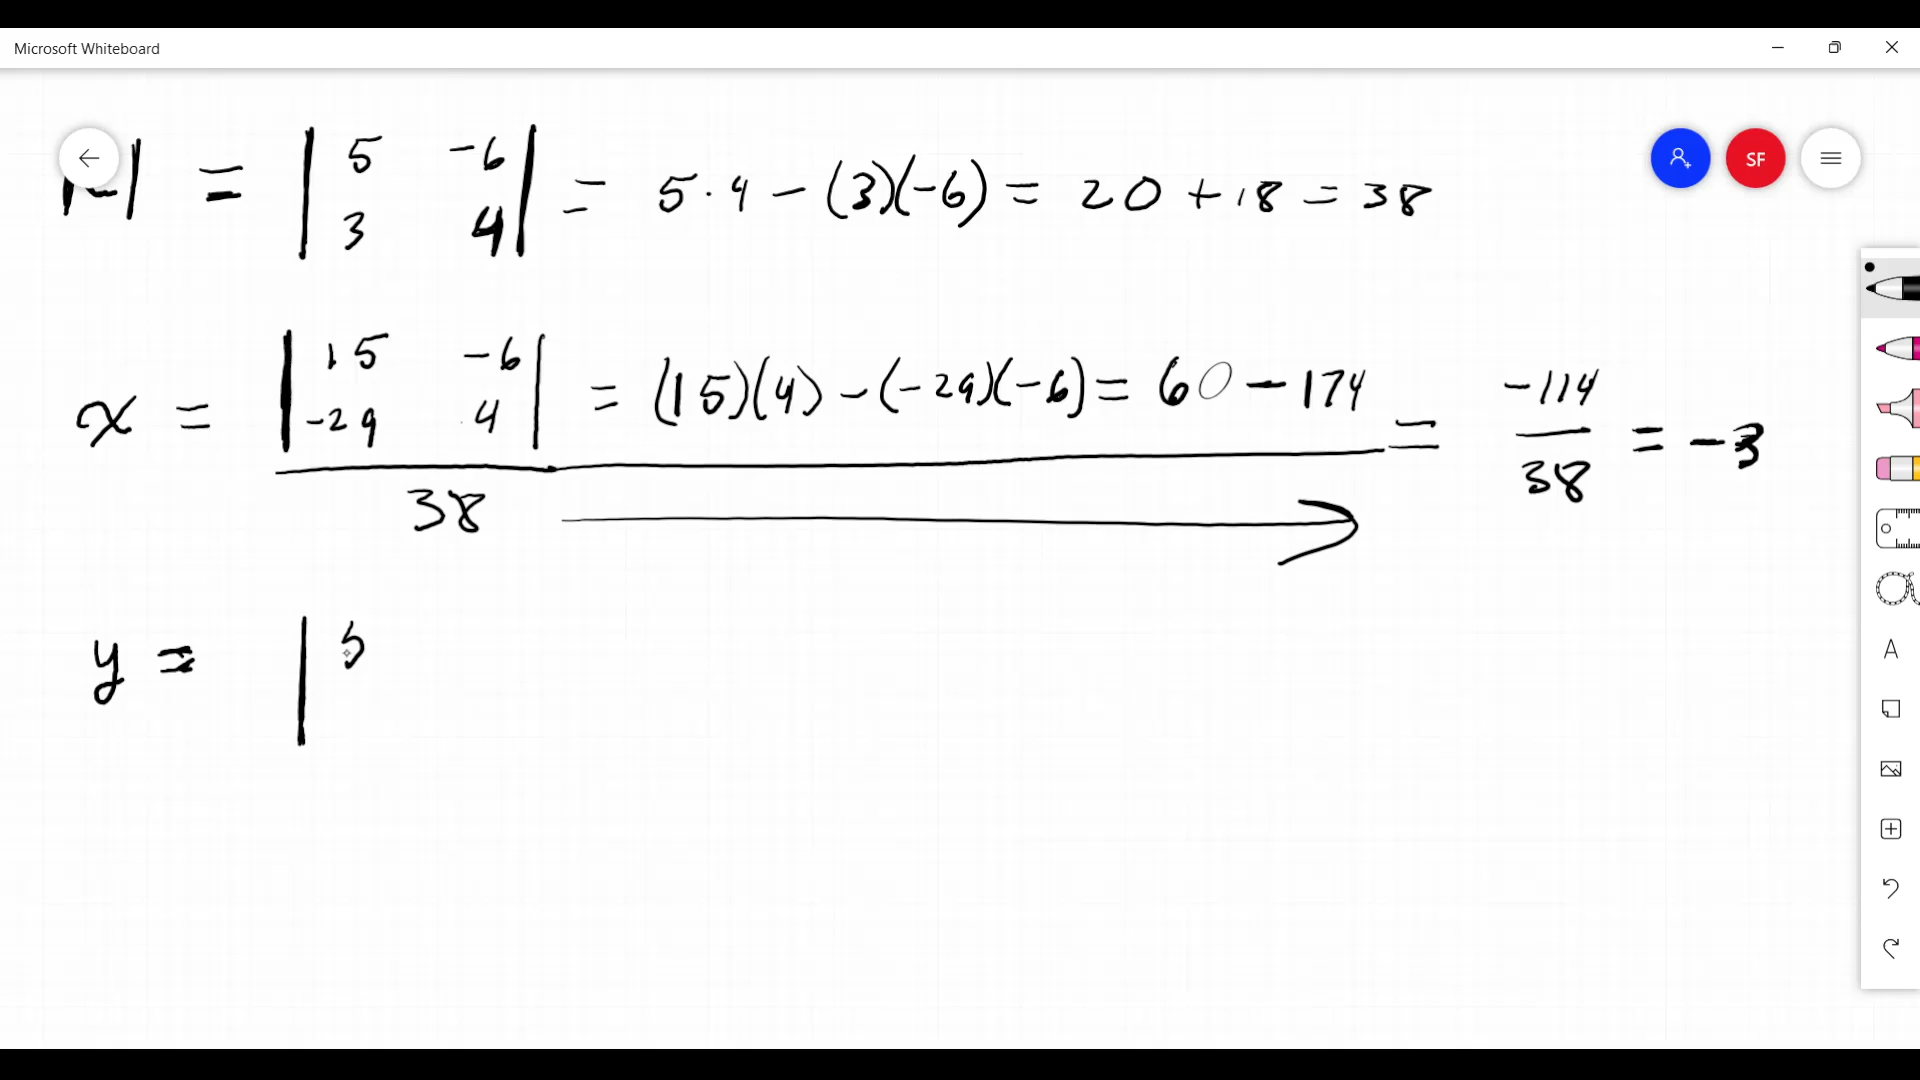 Microsoft Whiteboard
= | 5 -6 | = 5·4 - (3)(-6) = 20 + 18 = 38
| 3 4 |
SF
x = | 15 -6 | = (15)(4) - (-29)(-6) = 60 - 174 = -114 = -3
| -29 4 |
38 38
y = | 5
A